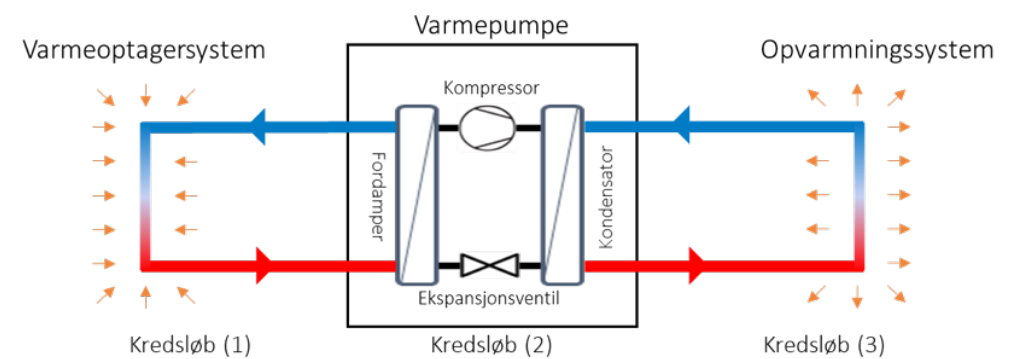 Varmepumpe
Varmeoptagersystem
Opvarmningssystem
Kompressor
Fordamper
Kondensator
Ekspansjonsventil
Kredsløb (1)
Kredsløb (2)
Kredsløb (3)